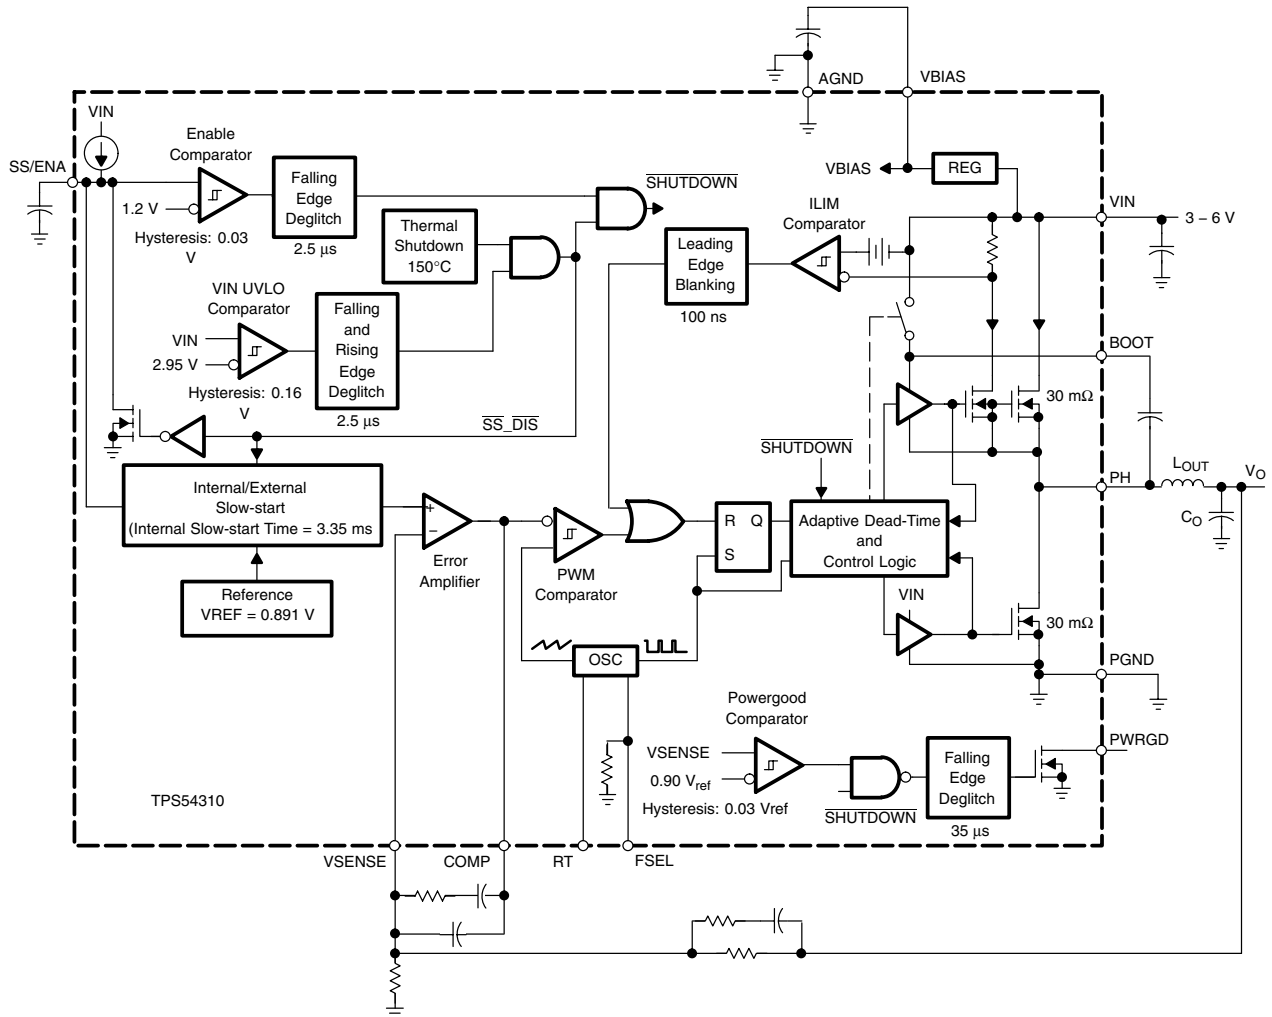 AGND
VBIAS
VIN
SS/ENA
Enable
Comparator
1.2 V
Hysteresis: 0.03
V
Falling
Edge
Deglitch
2.5 µs
Thermal
Shutdown
150°C
SHUTDOWN
VBIAS
REG
ILIM
Comparator
Leading
Edge
Blanking
100 ns
VIN
3 – 6 V
VIN UVLO
Comparator
VIN
2.95 V
Hysteresis: 0.16
V
Falling
and
Rising
Edge
Deglitch
2.5 µs
SS_DIS
BOOT
30 mΩ
SHUTDOWN
PH
LOUT
VO
CO
Internal/External
Slow-start
(Internal Slow-start Time = 3.35 ms
Reference
VREF = 0.891 V
+
−
Error
Amplifier
PWM
Comparator
R Q
S
Adaptive Dead-Time
and
Control Logic
VIN
30 mΩ
OSC
PGND
Powergood
Comparator
VSENSE
0.90 Vref
Hysteresis: 0.03 Vref
SHUTDOWN
Falling
Edge
Deglitch
35 µs
PWRGD
TPS54310
VSENSE
COMP
RT
FSEL